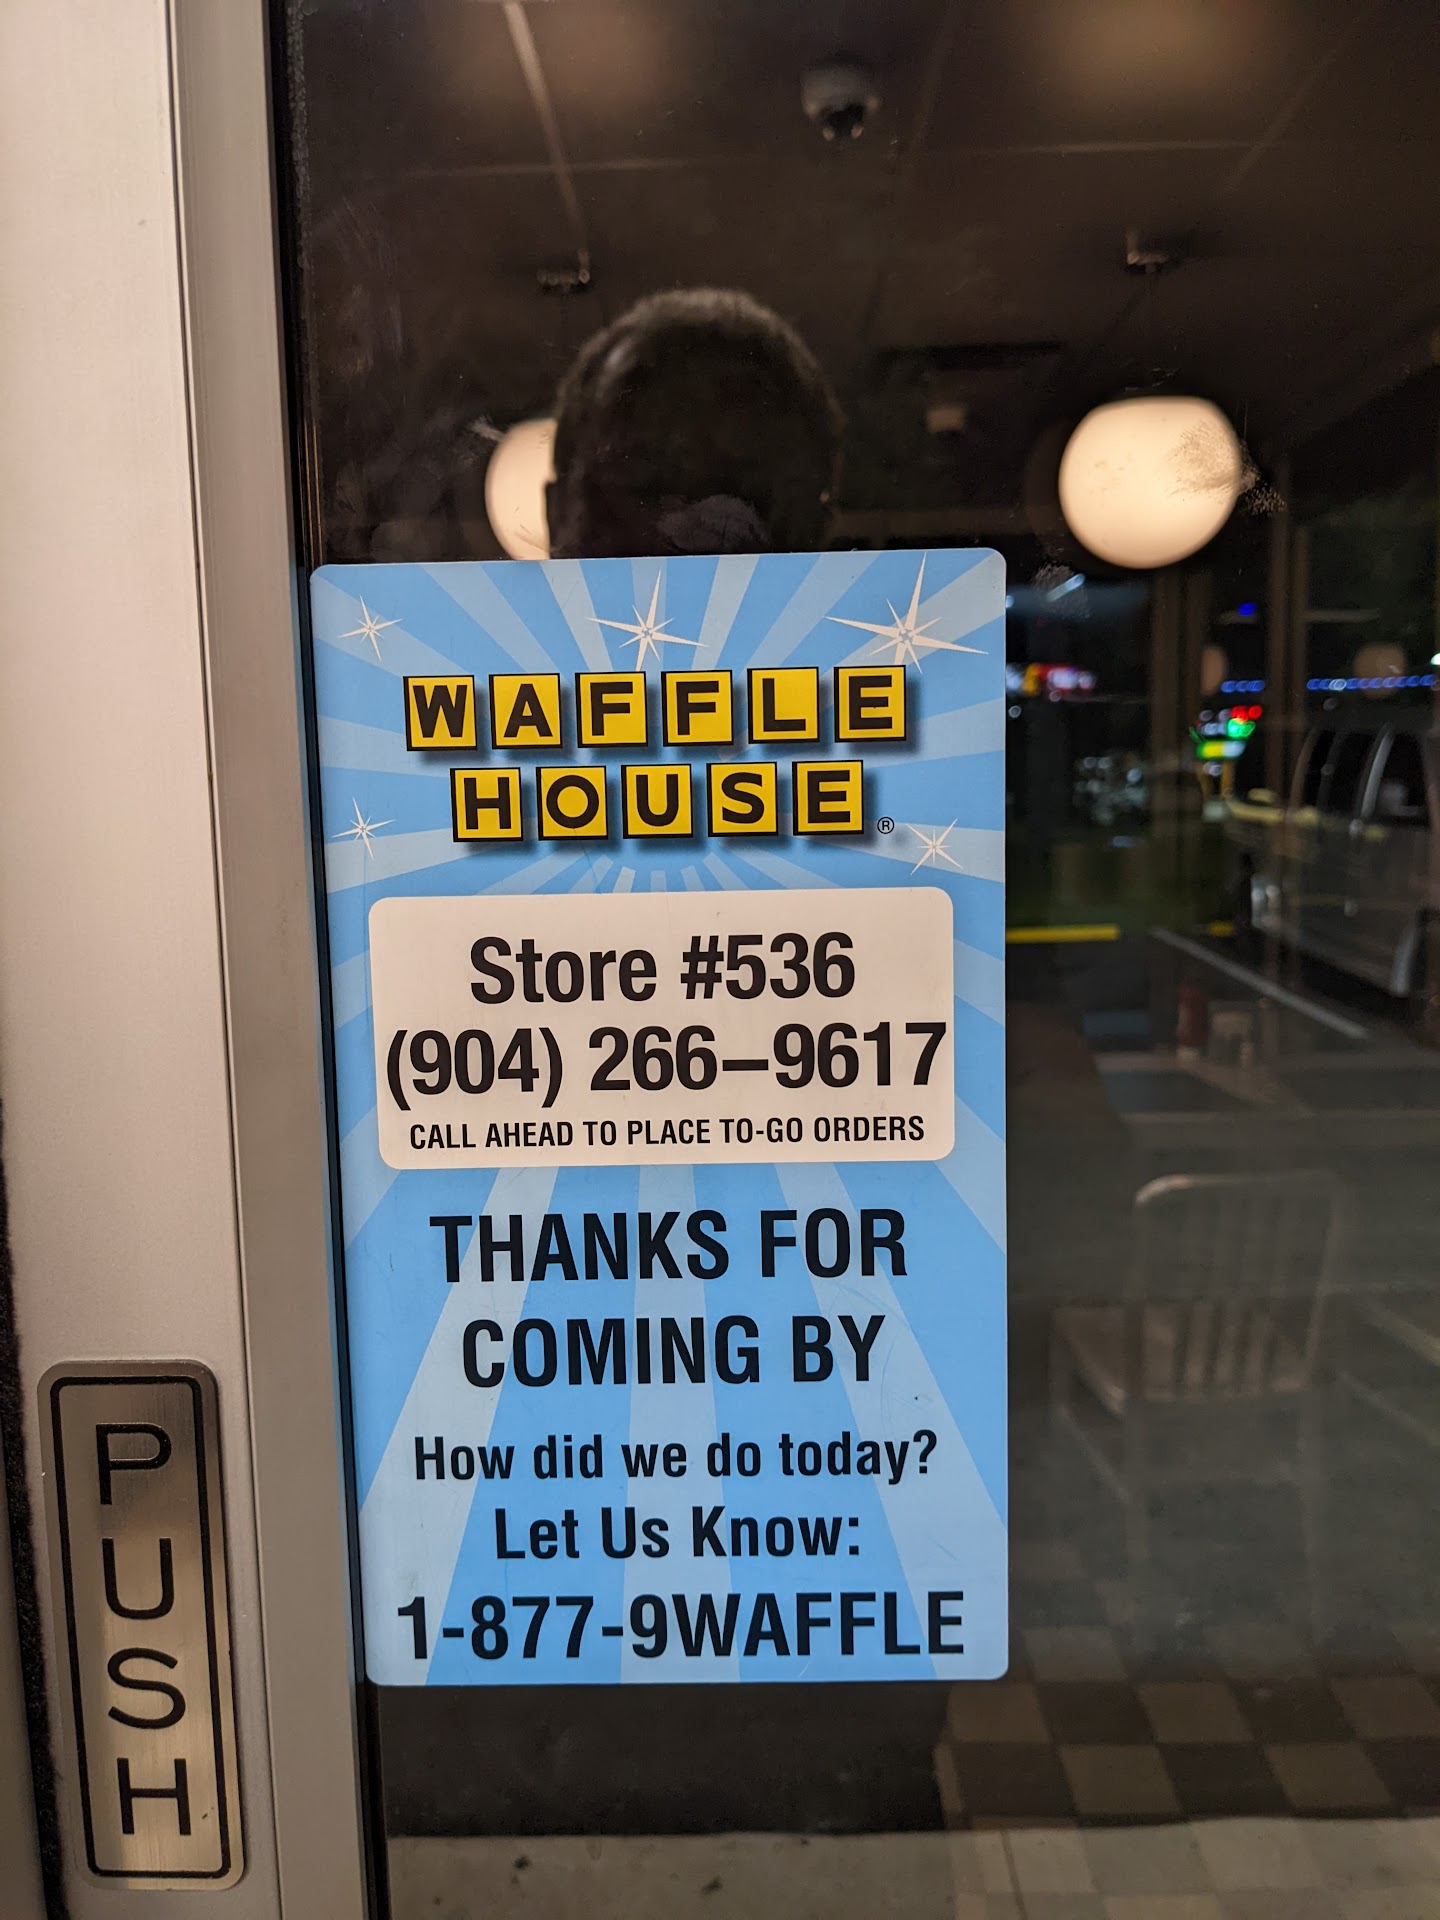 WAFFLE
HOUSE®
Store #536
(904) 266–9617
CALL AHEAD TO PLACE TO-GO ORDERS
THANKS FOR
COMING BY
How did we do today?
Let Us Know:
1-877-9WAFFLE
PUSH